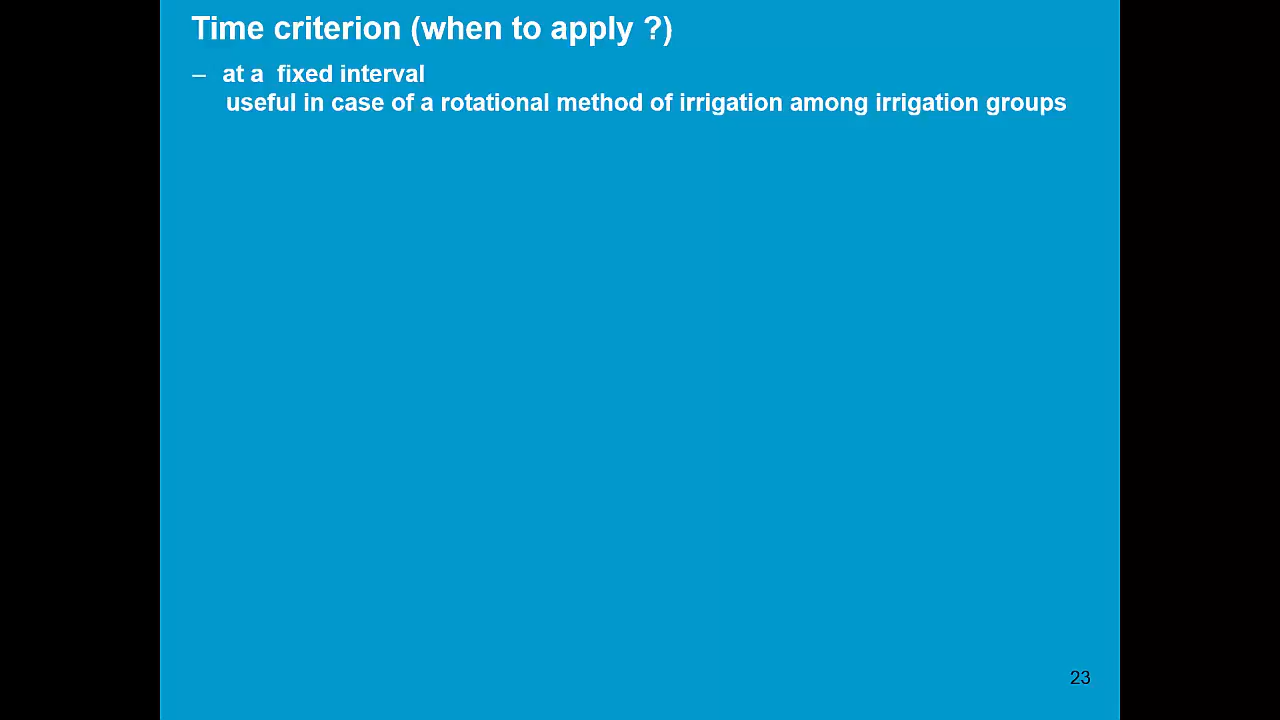 Time criterion (when to apply ?)
– at a  fixed interval
useful in case of a rotational method of irrigation among irrigation groups
23